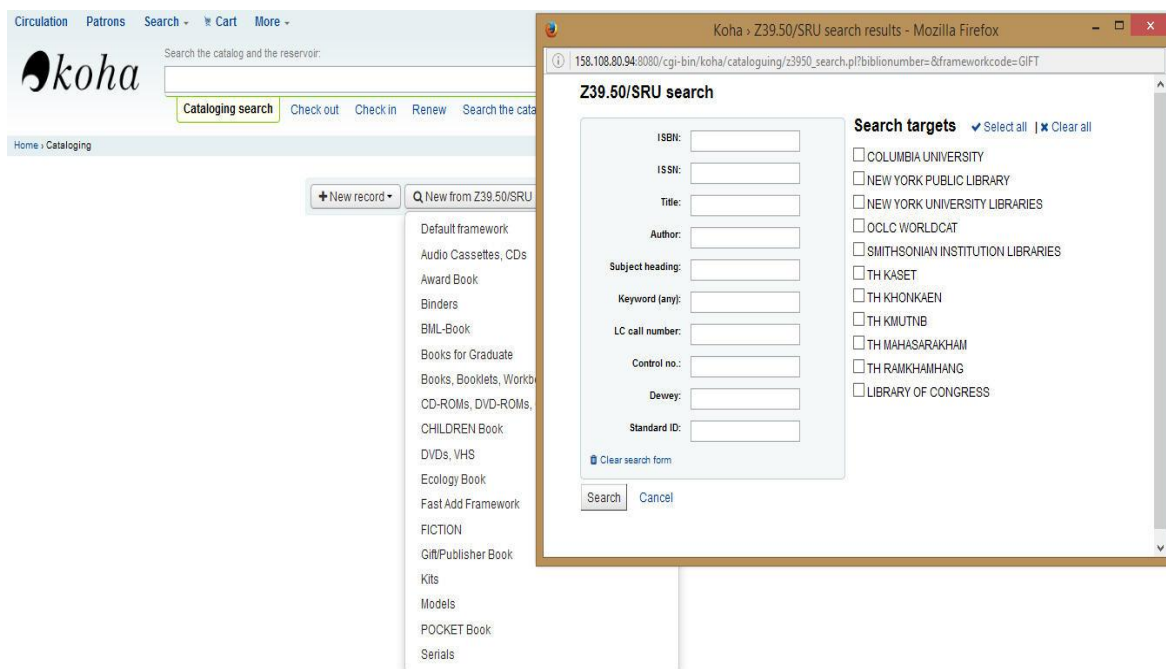 Circulation Patrons Search Cart More
koha
Search the catalog and the reservoir:
Cataloging search Check out Check in Renew Search the cata
Home › Cataloging
New record New from Z39.50/SRU
Default framework
Audio Cassettes, CDs
Award Book
Binders
BML-Book
Books for Graduate
Books, Booklets, Workb
CD-ROMs, DVD-ROMs,
CHILDREN Book
DVDs, VHS
Ecology Book
Fast Add Framework
FICTION
Gift/Publisher Book
Kits
Models
POCKET Book
Serials
Koha › Z39.50/SRU search results - Mozilla Firefox
158.108.80.94:8080/cgi-bin/koha/cataloguing/z3950_search.pl?biblionumber=&frameworkcode=GIFT
Z39.50/SRU search
ISBN:
ISSN:
Title:
Author:
Subject heading:
Keyword (any):
LC call number:
Control no.:
Dewey:
Standard ID:
Clear search form
Search Cancel
Search targets Select all | Clear all
COLUMBIA UNIVERSITY
NEW YORK PUBLIC LIBRARY
NEW YORK UNIVERSITY LIBRARIES
OCLC WORLDCAT
SMITHSONIAN INSTITUTION LIBRARIES
TH KASET
TH KHONKAEN
TH KMUTNB
TH MAHASARAKHAM
TH RAMKHAMHANG
LIBRARY OF CONGRESS